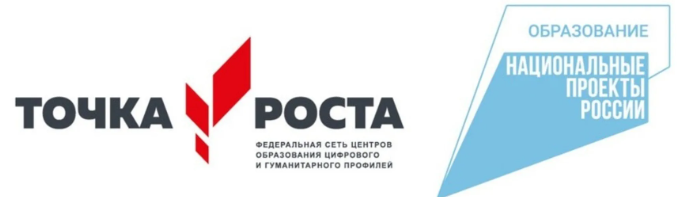 ТОЧКА РОСТА
ФЕДЕРАЛЬНАЯ СЕТЬ ЦЕНТРОВ
ОБРАЗОВАНИЯ ЦИФРОВОГО
И ГУМАНИТАРНОГО ПРОФИЛЕЙ
ОБРАЗОВАНИЕ
НАЦИОНАЛЬНЫЕ
ПРОЕКТЫ
РОССИИ